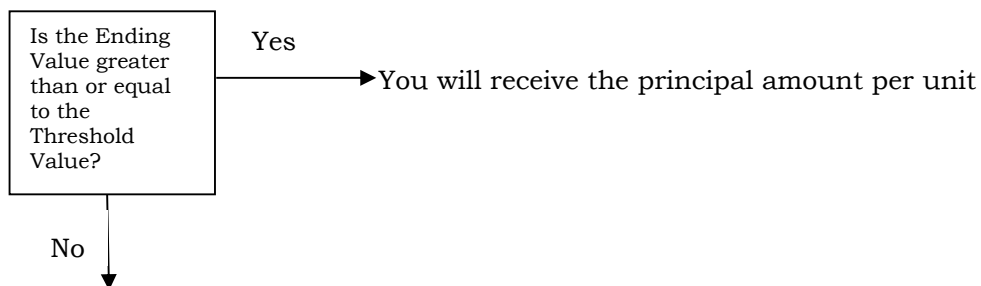 Is the Ending
Value greater
than or equal
to the
Threshold
Value?
Yes
You will receive the principal amount per unit
No